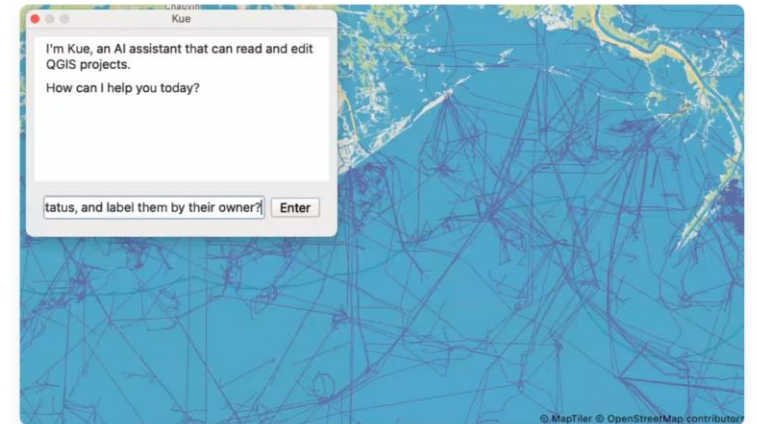 Chauvin
Kue
I'm Kue, an AI assistant that can read and edit
QGIS projects.
How can I help you today?
tatus, and label them by their owner?
Enter
© MapTiler © OpenStreetMap contributors